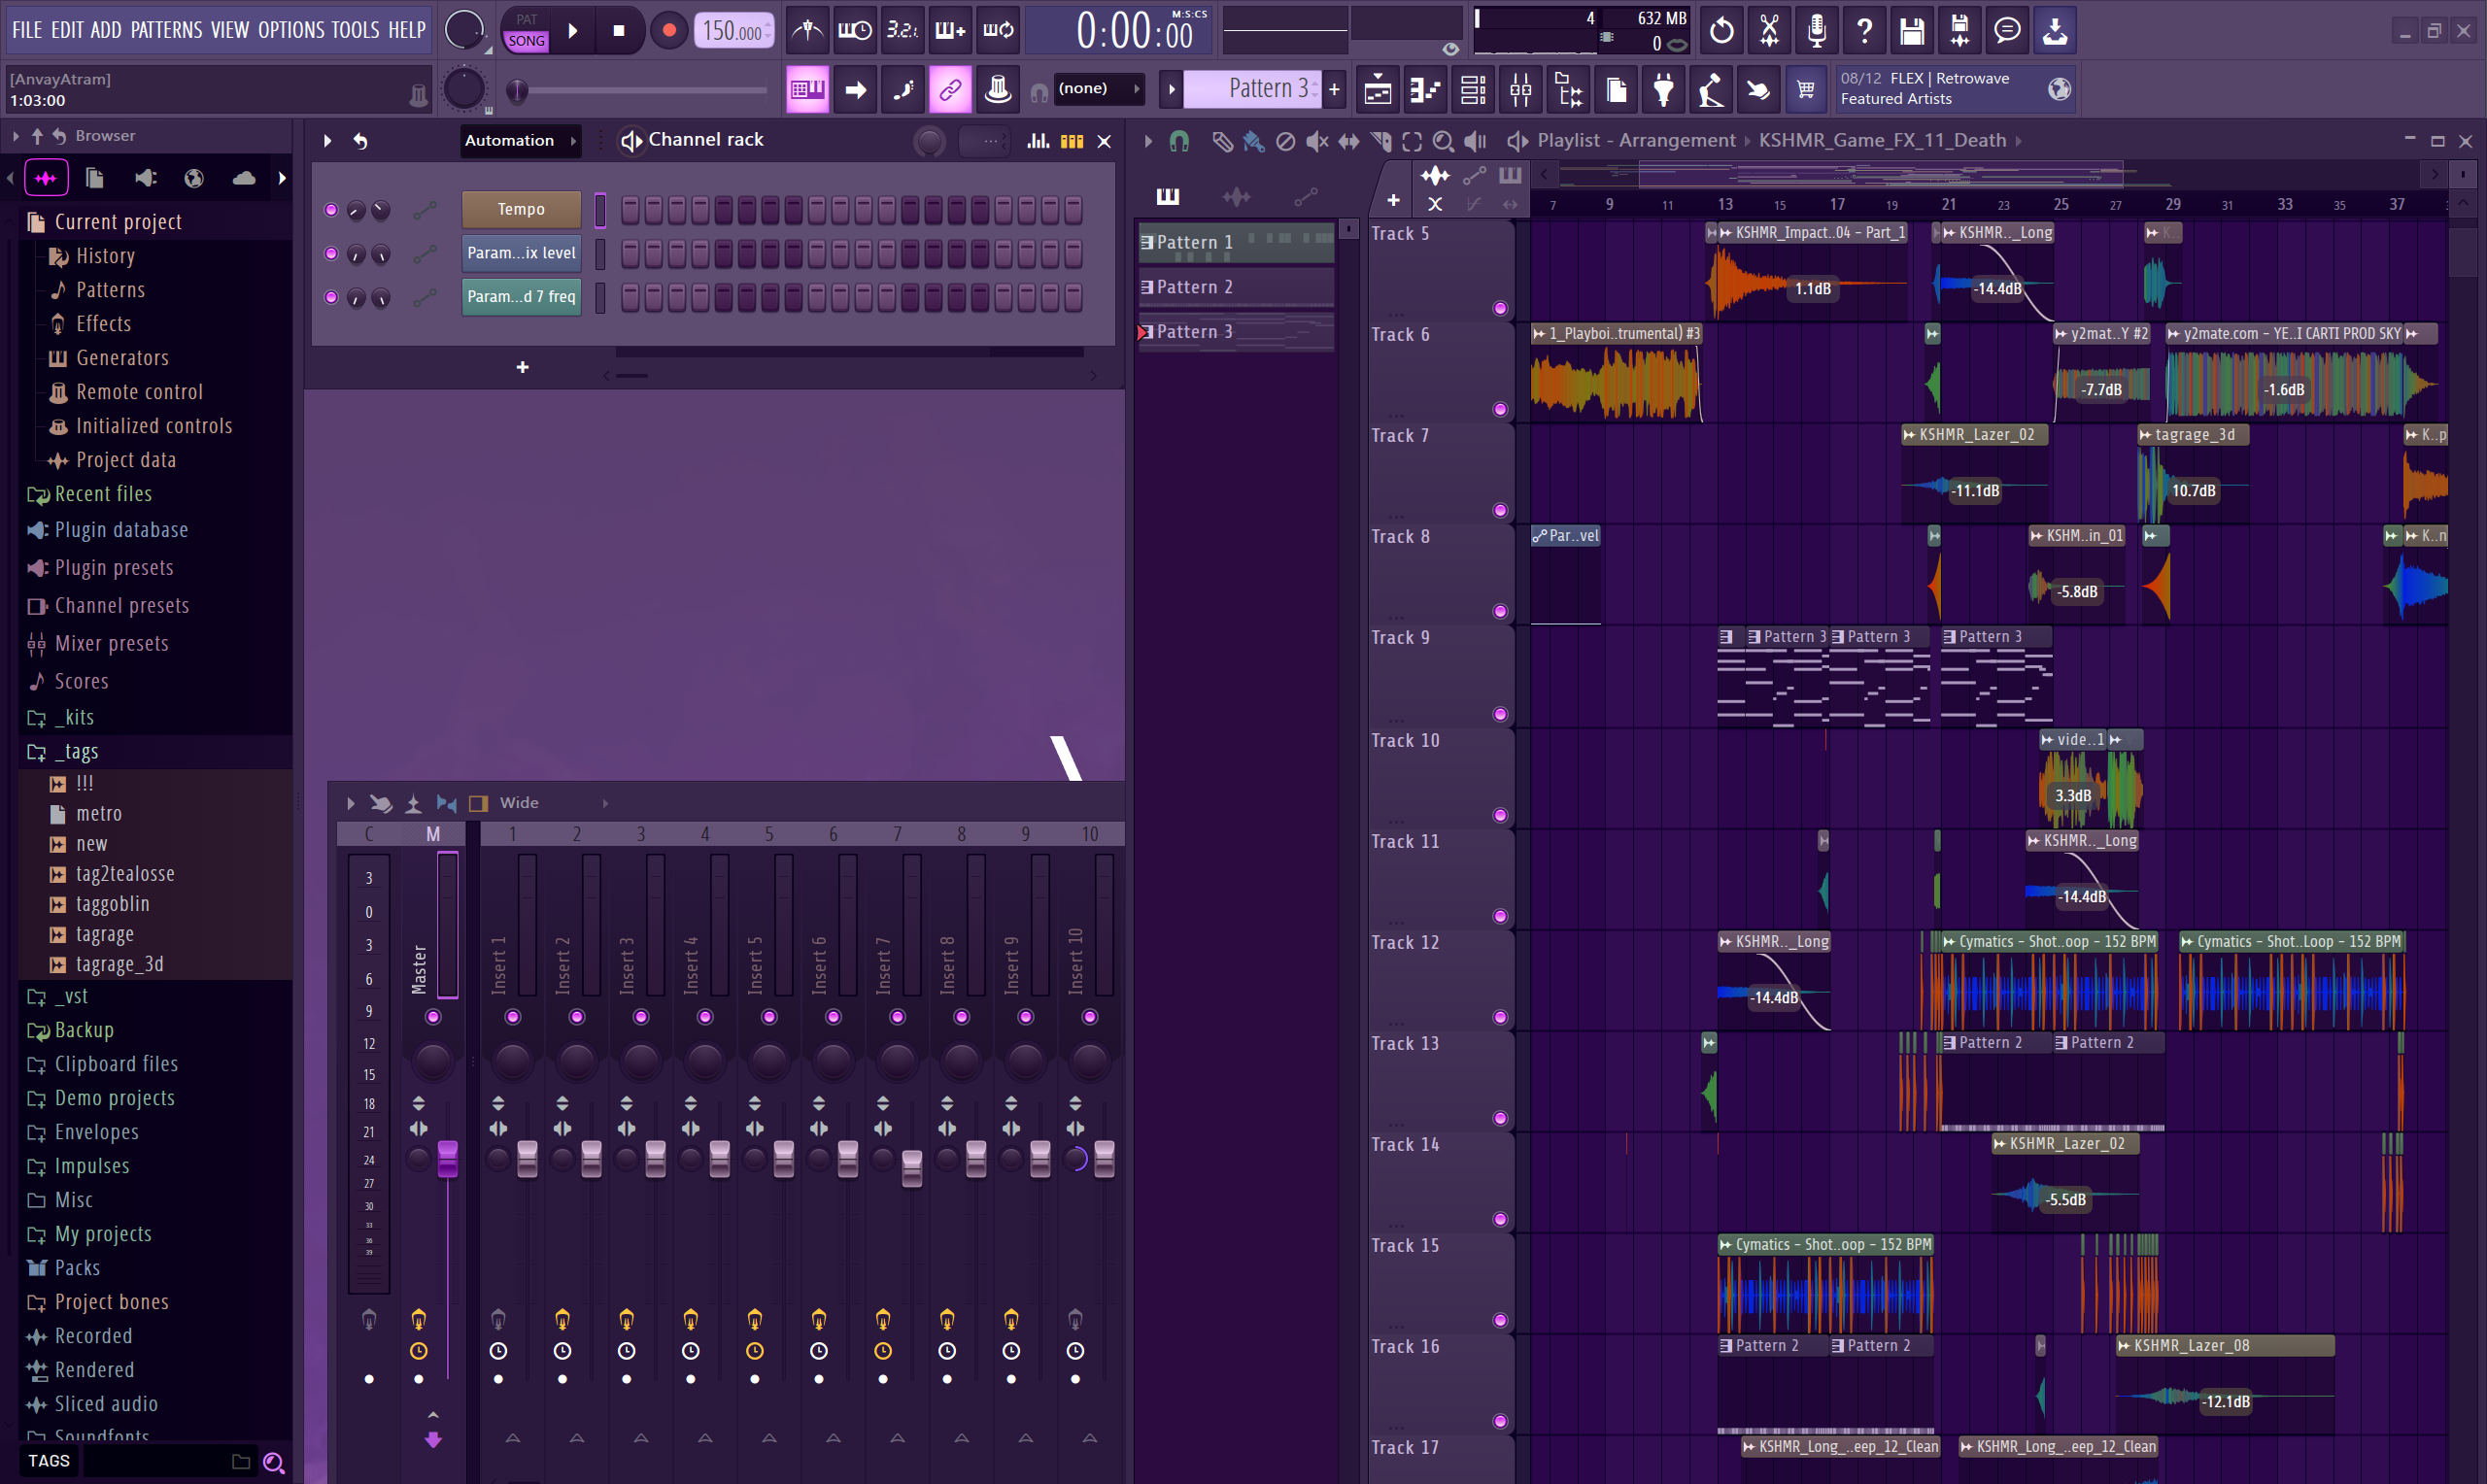 FILE EDIT ADD PATTERNS VIEW OPTIONS TOOLS HELP
PAT
SONG
150.000
3.2.
0:00:00
M:S:CS
4
632 MB
0
[AnvayAtram]
1:03:00
(none)
Pattern 3
08/12 FLEX | Retrowave
Featured Artists
Browser
Current project
History
Patterns
Effects
Generators
Remote control
Initialized controls
Project data
Recent files
Plugin database
Plugin presets
Channel presets
Mixer presets
Scores
_kits
_tags
!!!
metro
new
tag2tealosse
taggoblin
tagrage
tagrage_3d
_vst
Backup
Clipboard files
Demo projects
Envelopes
Impulses
Misc
My projects
Packs
Project bones
Recorded
Rendered
Sliced audio
Soundfonts
TAGS
Automation
Channel rack
Tempo
Param...ix level
Param...d 7 freq
Wide
C M 1 2 3 4 5 6 7 8 9 10
3
0
3
6
9
12
15
18
21
24
27
30
33
36
39
Master
Insert 1
Insert 2
Insert 3
Insert 4
Insert 5
Insert 6
Insert 7
Insert 8
Insert 9
Insert 10
Playlist - Arrangement
KSHMR_Game_FX_11_Death
Pattern 1
Pattern 2
Pattern 3
7 9 11 13 15 17 19 21 23 25 27 29 31 33 35 37
Track 5
KSHMR_Impact..04 - Part_1
KSHMR.._Long
K..
1.1dB
-14.4dB
Track 6
1_Playboi..trumental) #3
y2mat..Y #2
y2mate.com - YE..I CARTI PROD SKY
-7.7dB
-1.6dB
Track 7
KSHMR_Lazer_02
tagrage_3d
K..p
-11.1dB
10.7dB
Track 8
Par..vel
KSHM..in_01
K..n
-5.8dB
Track 9
Pattern 3
Pattern 3
Pattern 3
Track 10
vide..1
3.3dB
Track 11
KSHMR.._Long
-14.4dB
Track 12
KSHMR.._Long
Cymatics - Shot..oop - 152 BPM
Cymatics - Shot..Loop - 152 BPM
-14.4dB
Track 13
Pattern 2
Pattern 2
Track 14
KSHMR_Lazer_02
-5.5dB
Track 15
Cymatics - Shot..oop - 152 BPM
Track 16
Pattern 2
Pattern 2
KSHMR_Lazer_08
-12.1dB
Track 17
KSHMR_Long_..eep_12_Clean
KSHMR_Long_..eep_12_Clean